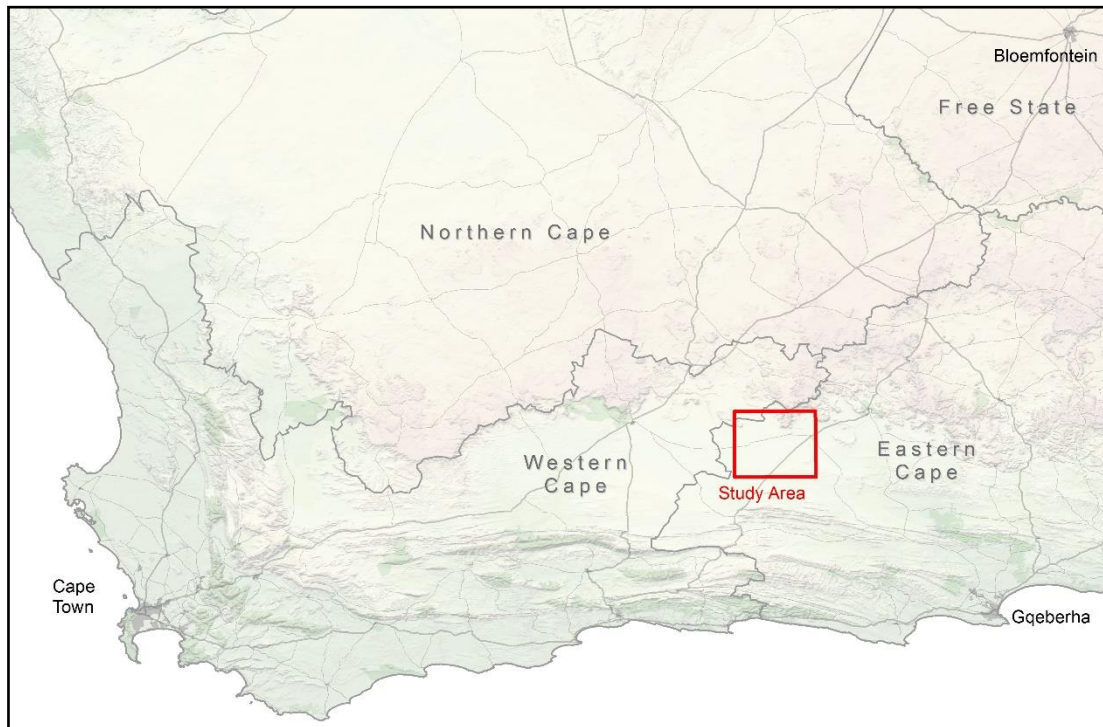 Bloemfontein
Free State
Northern Cape
Western
Cape
Eastern
Cape
Study Area
Cape
Town
Gqeberha